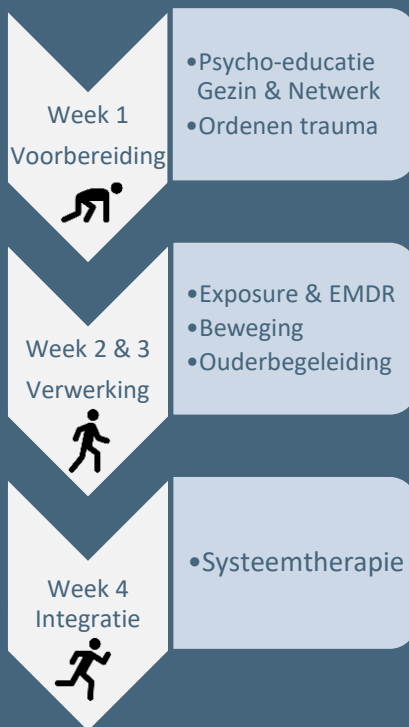 Week 1
Voorbereiding
•Psycho-educatie
Gezin & Netwerk
•Ordenen trauma
Week 2 & 3
Verwerking
•Exposure & EMDR
•Beweging
•Ouderbegeleiding
Week 4
Integratie
•Systeemtherapie